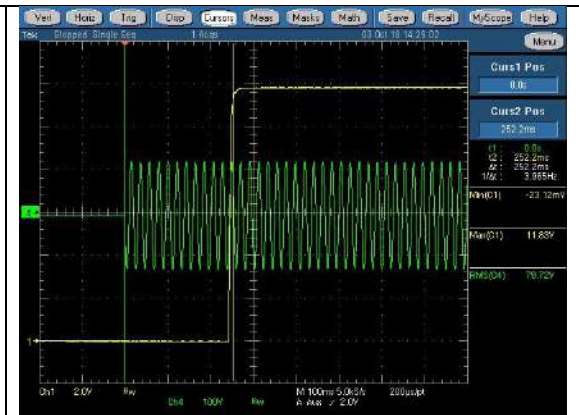 Vert Horiz Trig Disp Cursors Meas Masks Math Save Recall MyScope Help
Tek Stopped Single Seq 1 Acqs 03 Oct 18 14:26:02
Menu
Curs1 Pos
0.0s
Curs2 Pos
252.2ms
t1 : 0.0s
t2 : 252.2ms
Δt : 252.2ms
1/Δt : 3.965Hz
Min(C1) -23.12mV
Max(C1) 11.83V
RMS(C4) 79.72V
4
1
Ch1 2.0V Bw M 100ms 5.0kS/s 200µs/pt
Ch4 100V Bw A Aux 2.0V